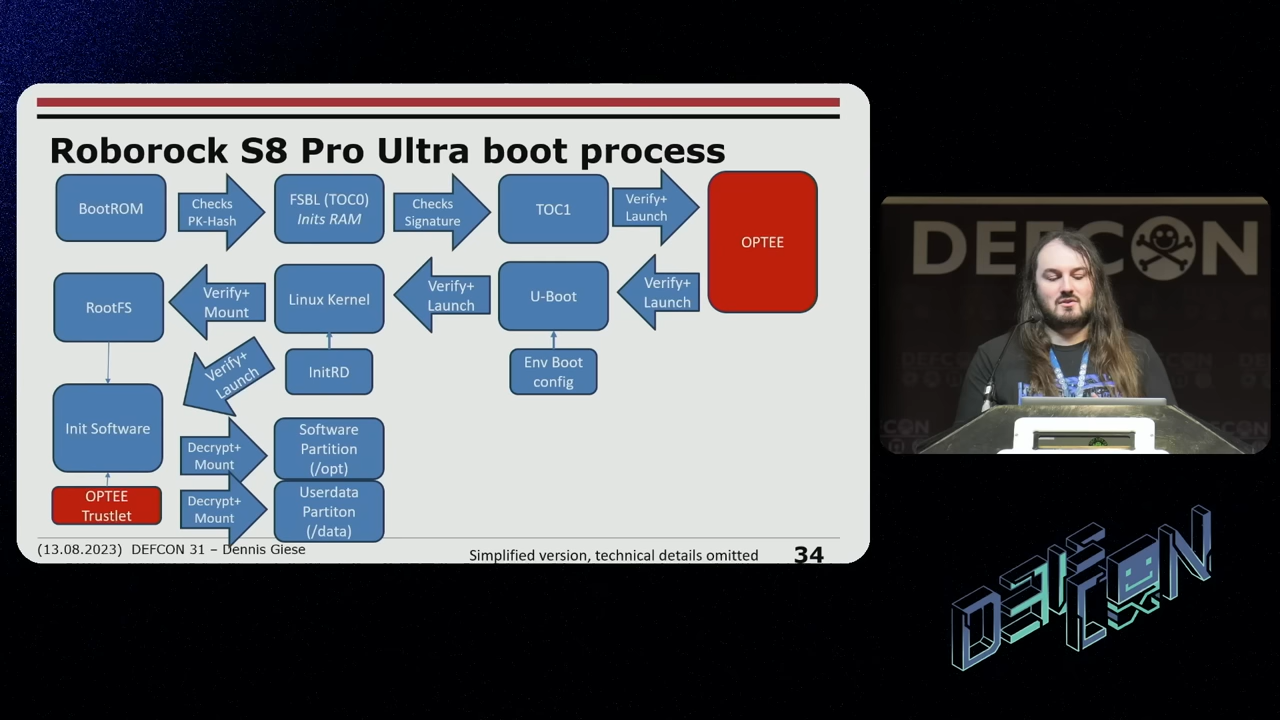 Roborock S8 Pro Ultra boot process
BootROM
Checks
PK-Hash
FSBL (TOC0)
Inits RAM
Checks
Signature
TOC1
Verify+
Launch
OPTEE
RootFS
Verify+
Mount
Linux Kernel
Verify+
Launch
U-Boot
Verify+
Launch
Verify+
Launch
InitRD
Env Boot
config
Init Software
Decrypt+
Mount
Software
Partition
(/opt)
OPTEE
Trustlet
Decrypt+
Mount
Userdata
Partiton
(/data)
(13.08.2023) DEFCON 31 – Dennis Giese
Simplified version, technical details omitted
34
DEFCON
DEFCON
DEFCON
DEFCON